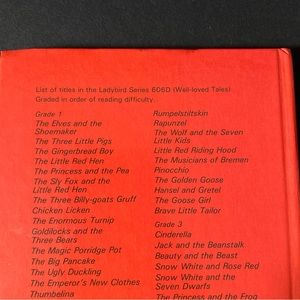 List of titles in the Ladybird Series 606D (Well-loved Tales)
Graded in order of reading difficulty.
Grade 1
The Elves and the
Shoemaker
The Three Little Pigs
The Gingerbread Boy
The Little Red Hen
The Princess and the Pea
The Sly Fox and the
Little Red Hen
The Three Billy-goats Gruff
Chicken Licken
The Enormous Turnip
Goldilocks and the
Three Bears
The Magic Porridge Pot
The Big Pancake
The Ugly Duckling
The Emperor's New Clothes
Thumbelina
Rumpelstiltskin
Rapunzel
The Wolf and the Seven
Little Kids
Little Red Riding Hood
The Musicians of Bremen
Pinocchio
The Golden Goose
Hansel and Gretel
The Goose Girl
Brave Little Tailor
Grade 3
Cinderella
Jack and the Beanstalk
Beauty and the Beast
Snow White and Rose Red
Snow White and the
Seven Dwarfs
The Princess and the Frog